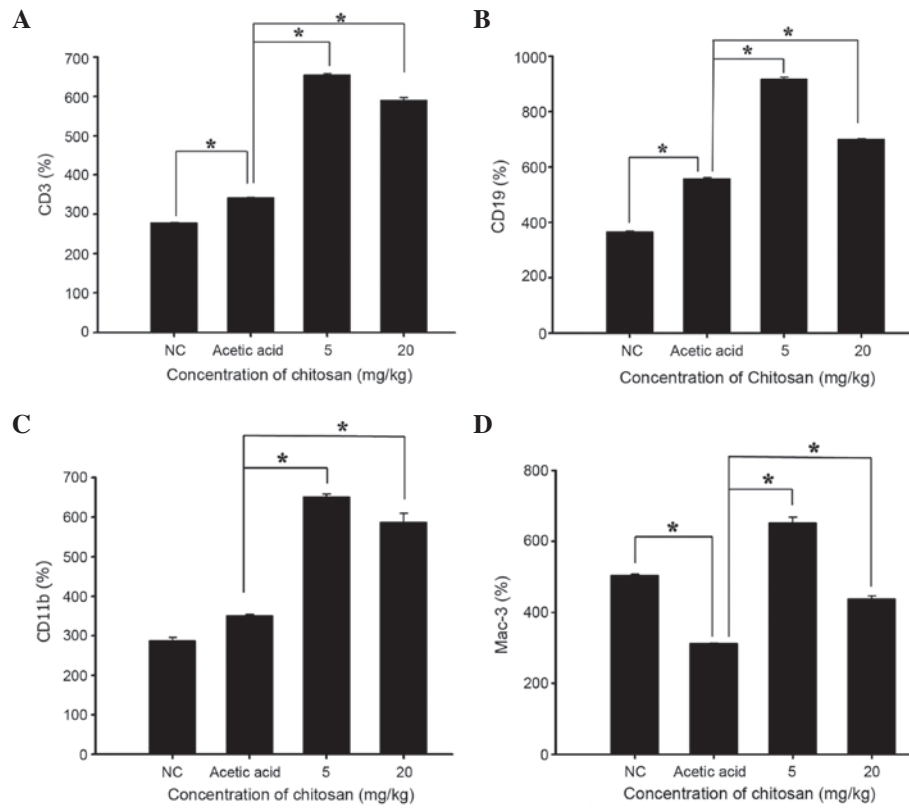 A
*
*
*
700
600
500
400
300
200
100
0
CD3 (%)
NC
Acetic acid
5
20
Concentration of chitosan (mg/kg)
B
*
*
*
1000
800
600
400
200
0
CD19 (%)
NC
Acetic acid
5
20
Concentration of Chitosan (mg/kg)
C
*
*
700
600
500
400
300
200
100
0
CD11b (%)
NC
Acetic acid
5
20
Concentration of chitosan (mg/kg)
D
*
*
*
800
600
400
200
0
Mac-3 (%)
NC
Acetic acid
5
20
Concentration of chitosan (mg/kg)